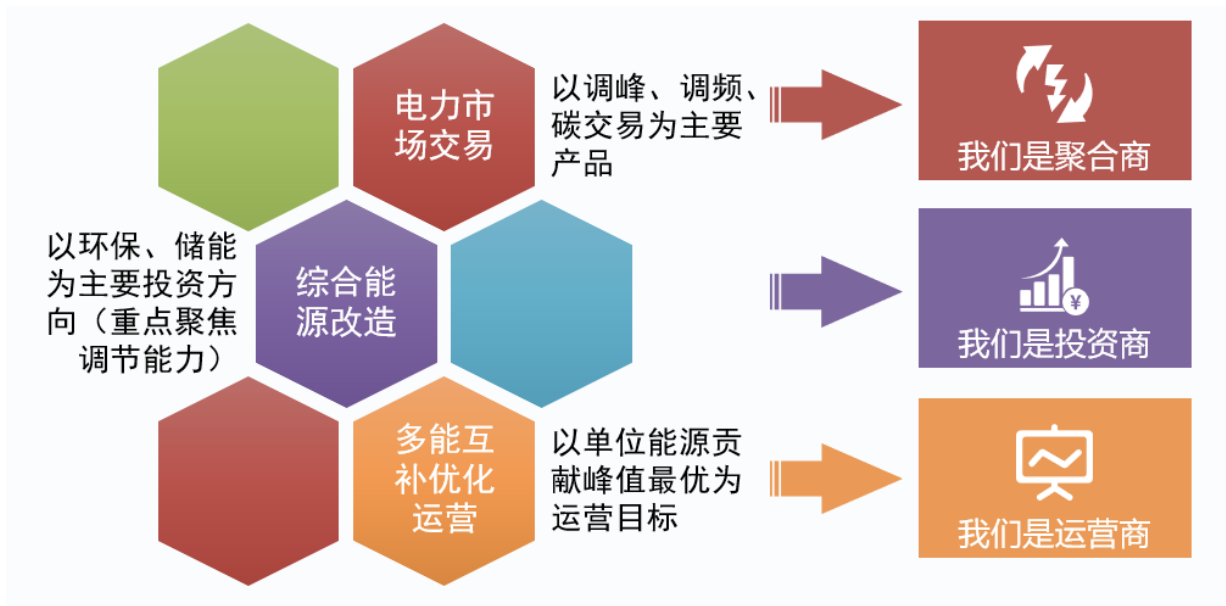 电力市
场交易
以调峰、调频、
碳交易为主要
产品
我们是聚合商
以环保、储能
为主要投资方
向（重点聚焦
调节能力）
综合能
源改造
¥
我们是投资商
多能互
补优化
运营
以单位能源贡
献峰值最优为
运营目标
我们是运营商